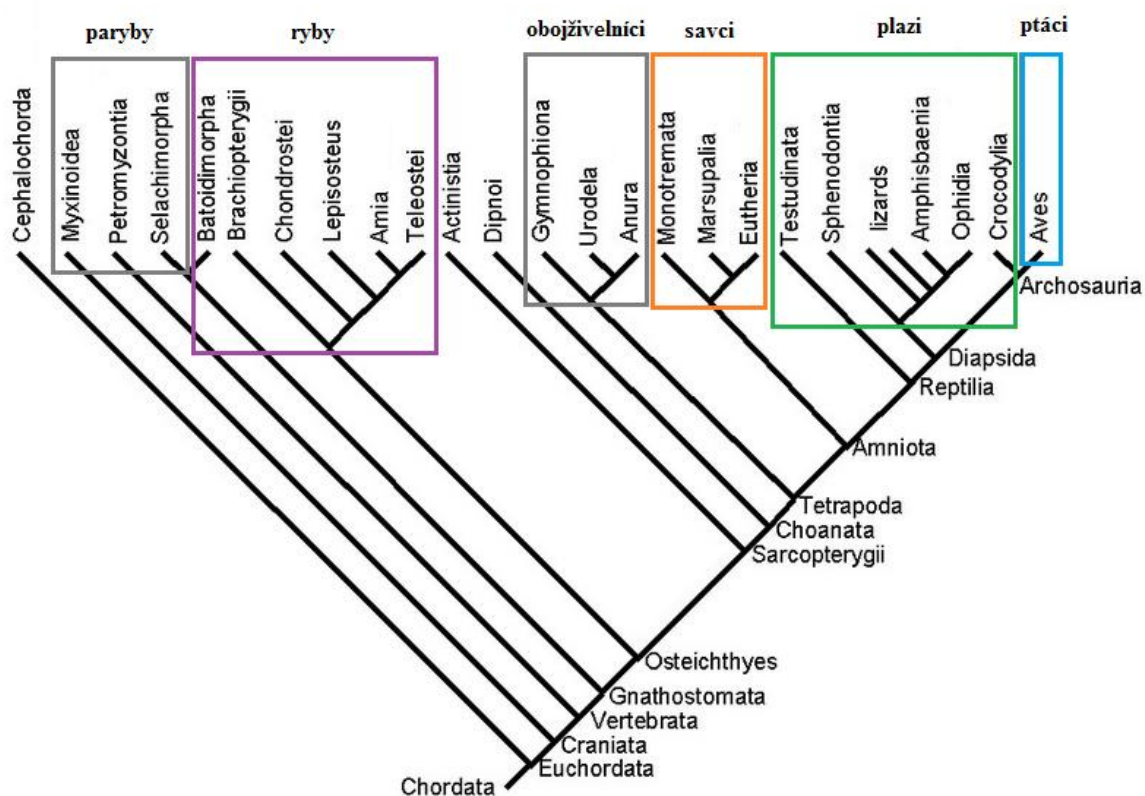 paryby
ryby
obojživelníci
savci
plazi
ptáci
Cephalochorda
Myxinoidea
Petromyzontia
Selachimorpha
Batoidimorpha
Brachiopterygii
Chondrostei
Lepisosteus
Amia
Teleostei
Actinistia
Dipnoi
Gymnophiona
Urodela
Anura
Monotremata
Marsupalia
Eutheria
Testudinata
Sphenodontia
lizards
Amphisbaenia
Ophidia
Crocodylia
Aves
Archosauria
Diapsida
Reptilia
Amniota
Tetrapoda
Choanata
Sarcopterygii
Osteichthyes
Gnathostomata
Vertebrata
Craniata
Euchordata
Chordata